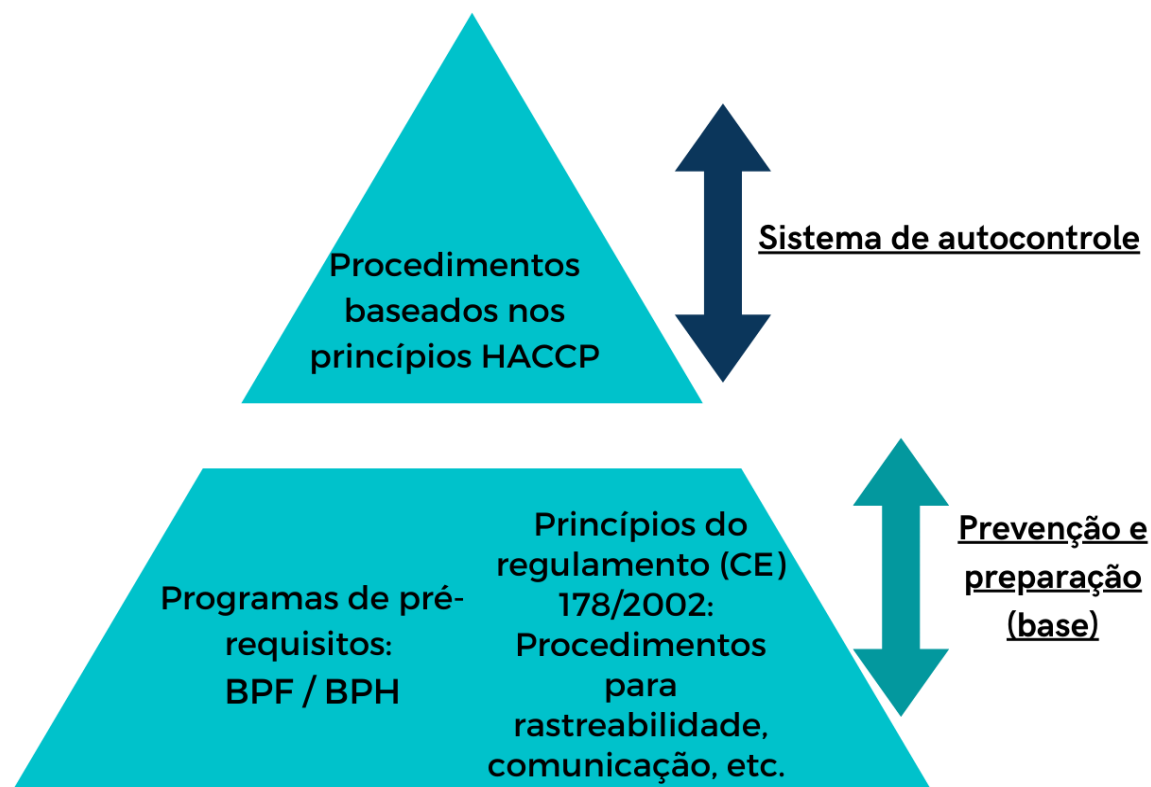 Procedimentos
baseados nos
princípios HACCP
Sistema de autocontrole
Programas de pré-
requisitos:
BPF / BPH
Princípios do
regulamento (CE)
178/2002:
Procedimentos
para
rastreabilidade,
comunicação, etc.
Prevenção e
preparação
(base)